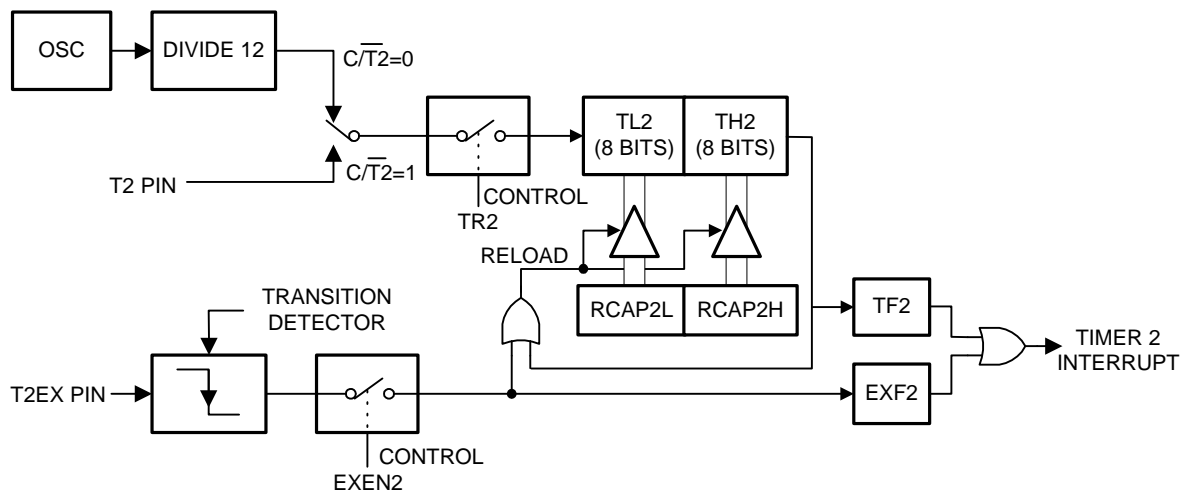 OSC
DIVIDE 12
C/T2=0
TL2
(8 BITS)
TH2
(8 BITS)
C/T2=1
T2 PIN
CONTROL
TR2
RELOAD
TRANSITION
DETECTOR
RCAP2L
RCAP2H
TF2
TIMER 2
INTERRUPT
T2EX PIN
EXF2
CONTROL
EXEN2